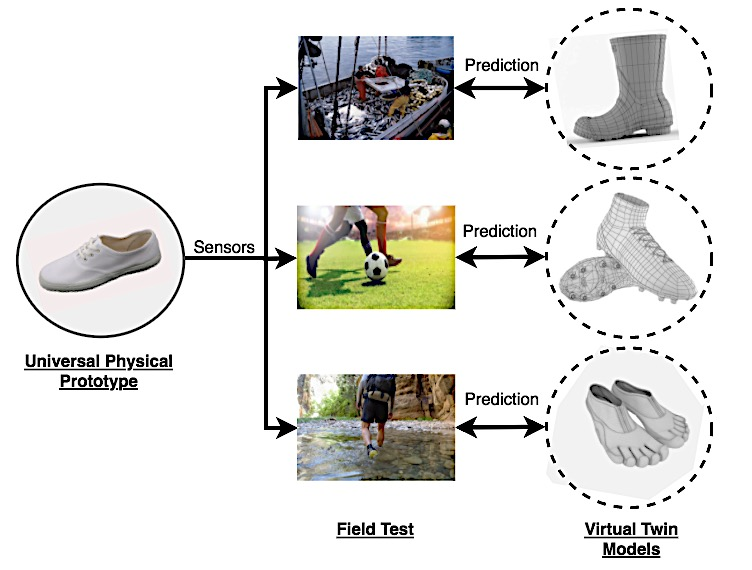 Prediction
Prediction
Sensors
Universal Physical
Prototype
Prediction
Field Test
Virtual Twin
Models